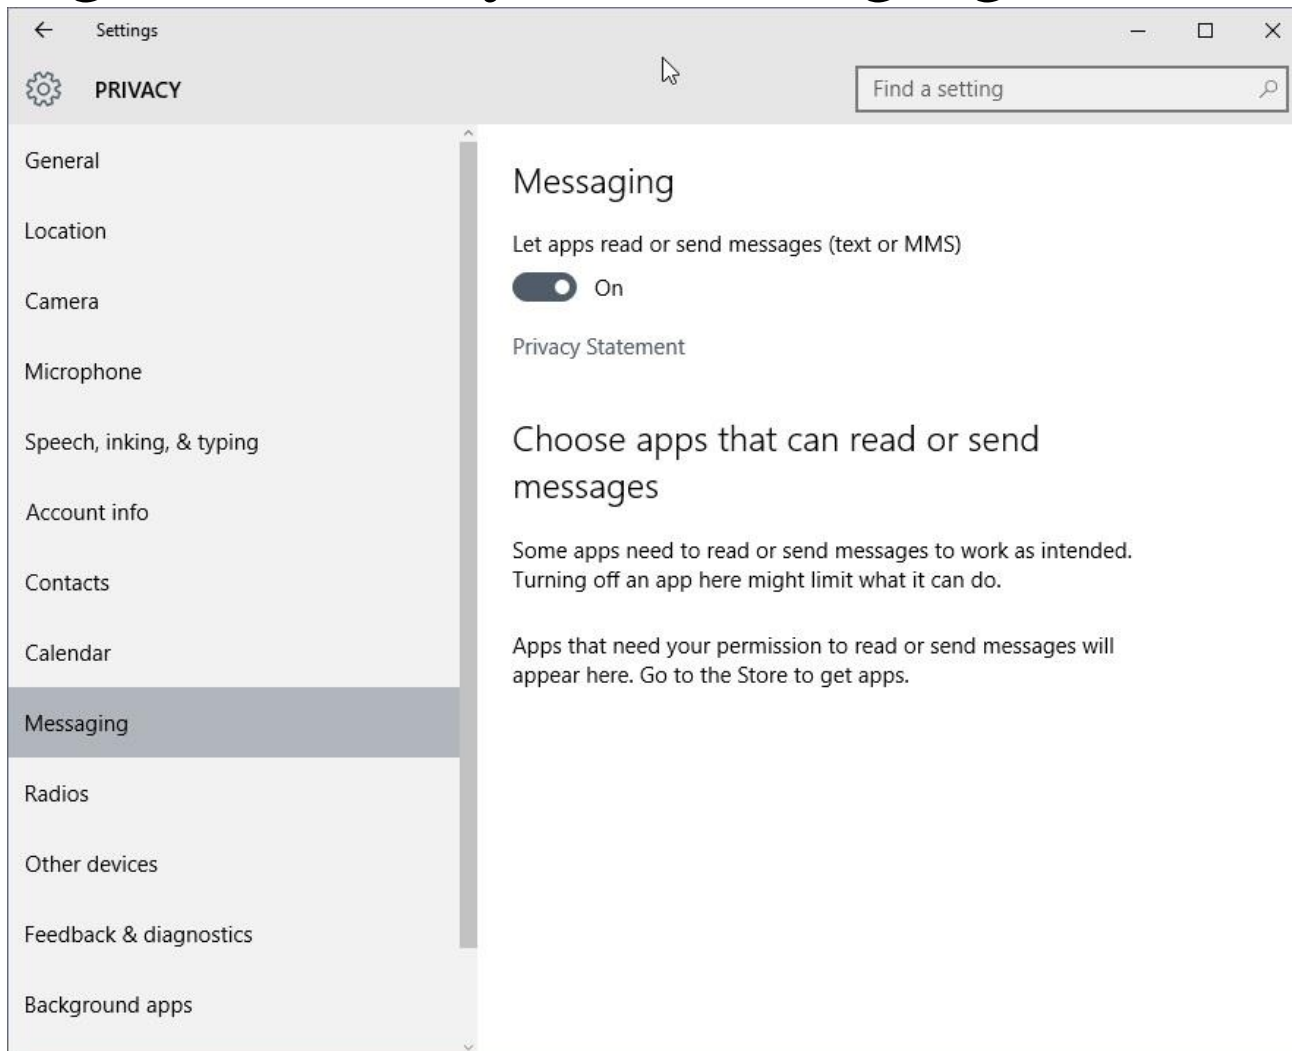 Settings
PRIVACY
Find a setting
General
Location
Camera
Microphone
Speech, inking, & typing
Account info
Contacts
Calendar
Messaging
Radios
Other devices
Feedback & diagnostics
Background apps
Messaging
Let apps read or send messages (text or MMS)
On
Privacy Statement
Choose apps that can read or send
messages
Some apps need to read or send messages to work as intended.
Turning off an app here might limit what it can do.
Apps that need your permission to read or send messages will
appear here. Go to the Store to get apps.